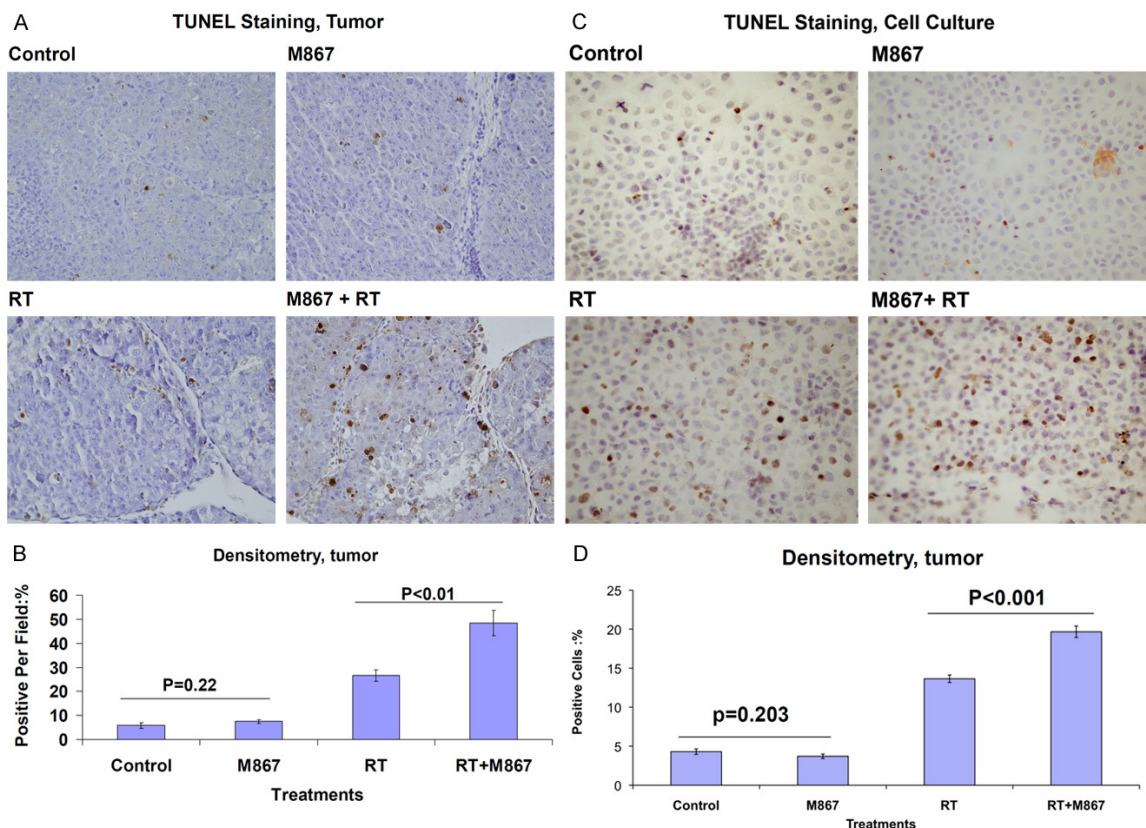 A
TUNEL Staining, Tumor
Control
M867
RT
M867 + RT
B
Densitometry, tumor
Positive Per Field:%
60
50
40
30
20
10
0
P=0.22
P<0.01
Control
M867
RT
RT+M867
Treatments
C
TUNEL Staining, Cell Culture
Control
M867
RT
M867+ RT
D
Densitometry, tumor
Positive Cells :%
25
20
15
10
5
0
p=0.203
P<0.001
Control
M867
RT
RT+M867
Treatments